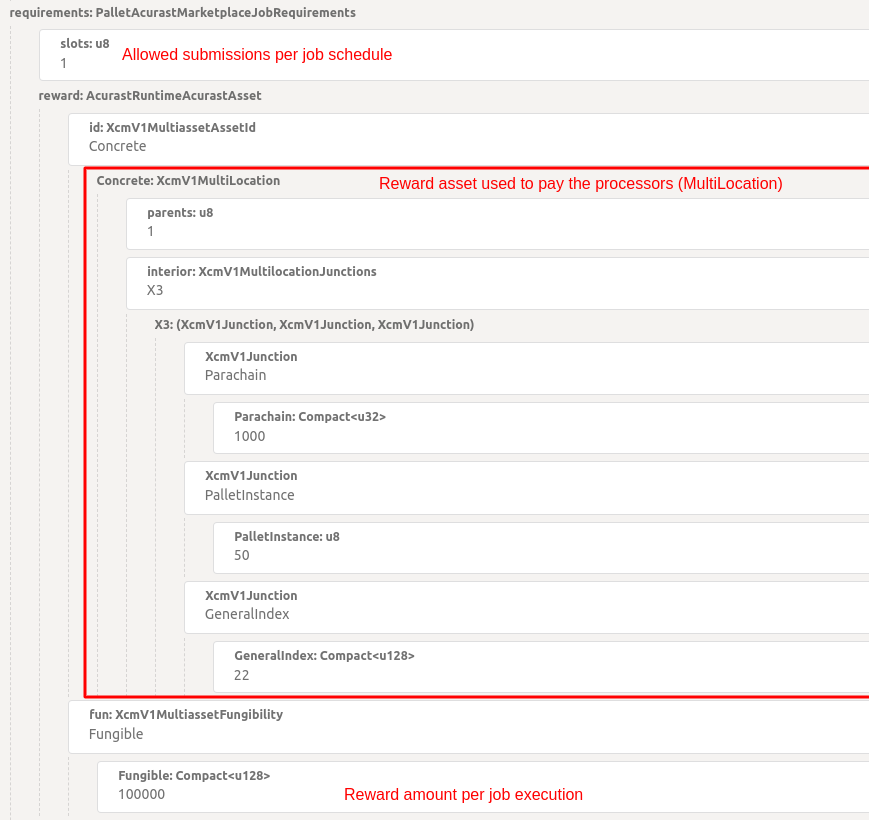 requirements: PalletAcurastMarketplaceJobRequirements
slots: u8
1
Allowed submissions per job schedule
reward: AcurastRuntimeAcurastAsset
id: XcmV1MultiassetAssetId
Concrete
Concrete: XcmV1MultiLocation
Reward asset used to pay the processors (MultiLocation)
parents: u8
1
interior: XcmV1MultilocationJunctions
X3
X3: (XcmV1Junction, XcmV1Junction, XcmV1Junction)
XcmV1Junction
Parachain
Parachain: Compact<u32>
1000
XcmV1Junction
PalletInstance
PalletInstance: u8
50
XcmV1Junction
GeneralIndex
GeneralIndex: Compact<u128>
22
fun: XcmV1MultiassetFungibility
Fungible
Fungible: Compact<u128>
100000
Reward amount per job execution